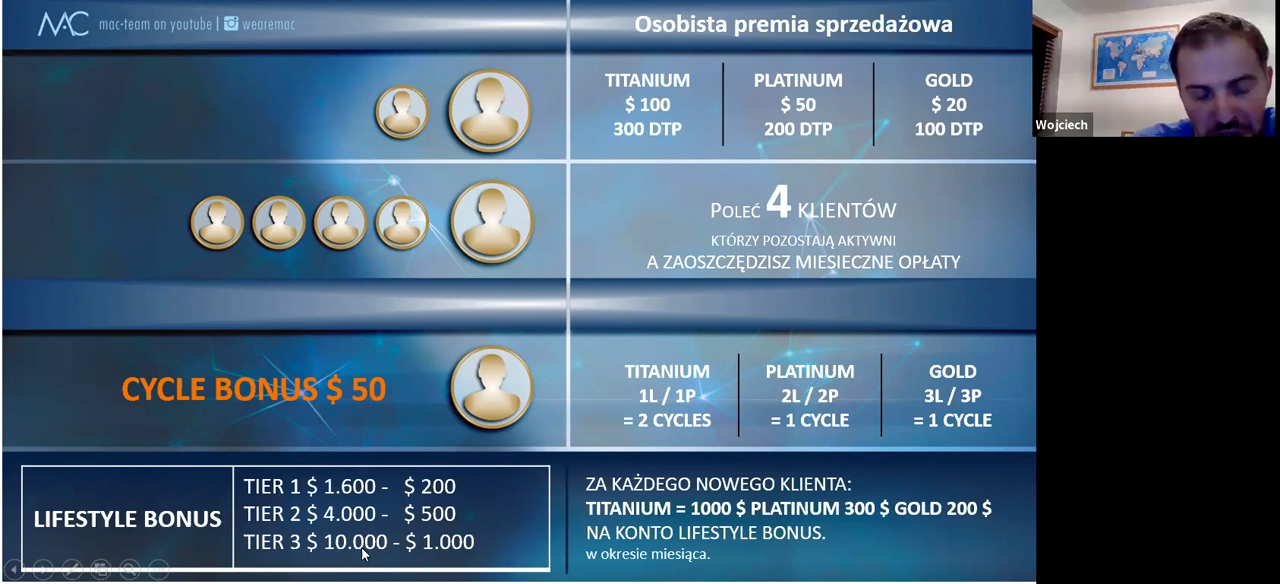 MAC mac-team on youtube | wearemac
Osobista premia sprzedażowa
TITANIUM PLATINUM GOLD
$ 100 $ 50 $ 20
300 DTP 200 DTP 100 DTP
Wojciech
POLEĆ 4 KLIENTÓW
KTÓRZY POZOSTAJĄ AKTYWNI
A ZAOSZCZĘDZISZ MIESIECZNE OPŁATY
CYCLE BONUS $ 50
TITANIUM PLATINUM GOLD
1L / 1P 2L / 2P 3L / 3P
= 2 CYCLES = 1 CYCLE = 1 CYCLE
LIFESTYLE BONUS
TIER 1 $ 1.600 - $ 200
TIER 2 $ 4.000 - $ 500
TIER 3 $ 10.000 - $ 1.000
ZA KAŻDEGO NOWEGO KLIENTA:
TITANIUM = 1000 $ PLATINUM 300 $ GOLD 200 $
NA KONTO LIFESTYLE BONUS.
w okresie miesiąca.